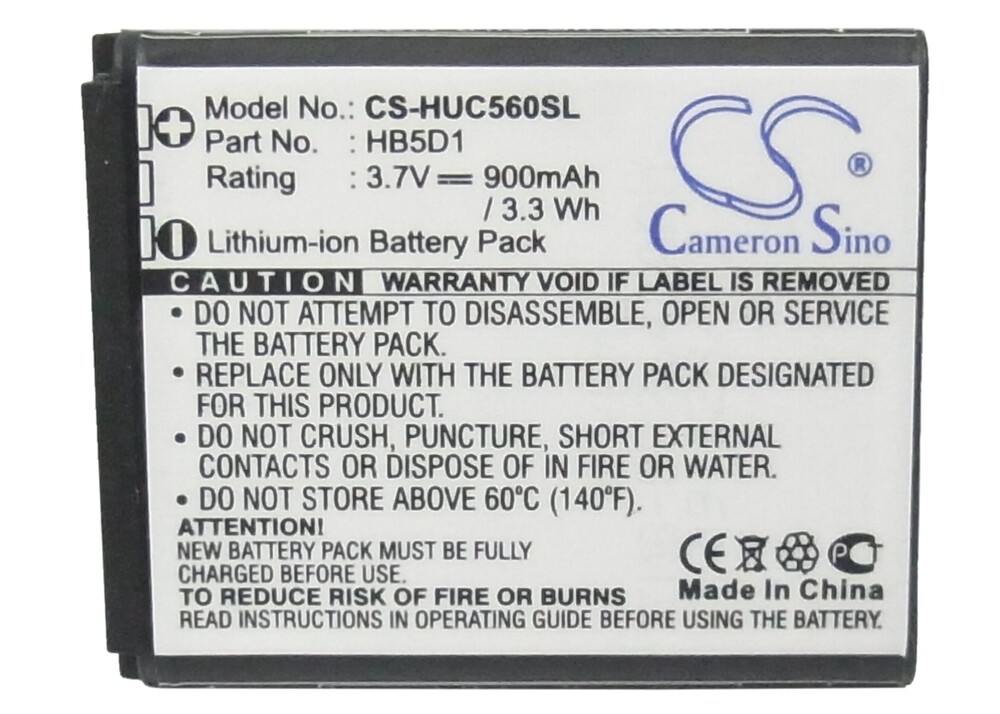 Model No.: CS-HUC560SL
Part No. : HB5D1
Rating : 3.7V 900mAh
/ 3.3 Wh
Lithium-ion Battery Pack
CS ®
Cameron Sino
CAUTION WARRANTY VOID IF LABEL IS REMOVED
• DO NOT ATTEMPT TO DISASSEMBLE, OPEN OR SERVICE
THE BATTERY PACK.
• REPLACE ONLY WITH THE BATTERY PACK DESIGNATED
FOR THIS PRODUCT.
• DO NOT CRUSH, PUNCTURE, SHORT EXTERNAL
CONTACTS OR DISPOSE OF IN FIRE OR WATER.
• DO NOT STORE ABOVE 60°C (140°F).
ATTENTION!
NEW BATTERY PACK MUST BE FULLY
CHARGED BEFORE USE.
TO REDUCE RISK OF FIRE OR BURNS
READ INSTRUCTIONS IN OPERATING GUIDE BEFORE USING THE BATTERY.
CE PCT
Made In China